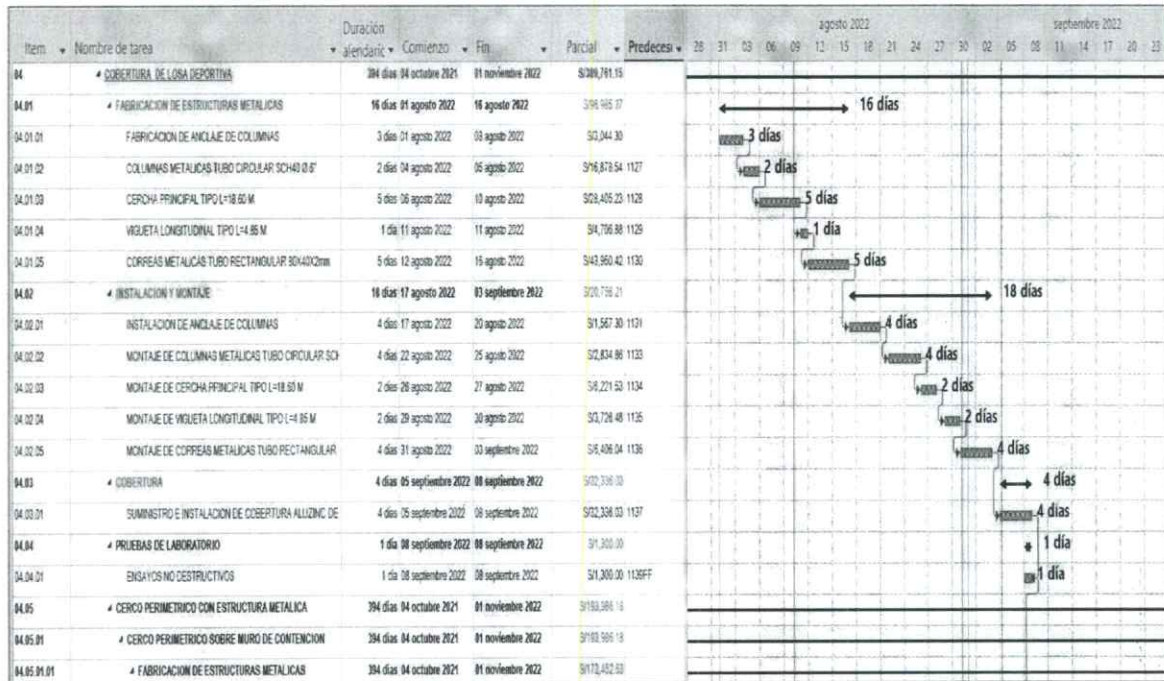 agosto 2022 septiembre 2022
Item Nombre de tarea Duración alendaric Comienzo Fin Parcial Predecesi 28 31 03 06 09 12 15 18 21 24 27 30 02 05 08 11 14 17 20 23
04 COBERTURA DE LOSA DEPORTIVA 394 días 04 octubre 2021 01 noviembre 2022
04.01 FABRICACION DE ESTRUCTURAS METALICAS 16 días 01 agosto 2022 16 agosto 2022 16 días
04.01.01 FABRICACION DE ANCLAJE DE COLUMNAS 3 días 01 agosto 2022 03 agosto 2022 S/3,044.30 3 días
04.01.02 COLUMNAS METALICAS TUBO CIRCULAR SCH40 Ø 6" 2 días 04 agosto 2022 05 agosto 2022 S/16,878.54 1127 2 días
04.01.03 CERCHA PRINCIPAL TIPO L=18.60 M 5 días 06 agosto 2022 10 agosto 2022 S/28,405.23 1128 5 días
04.01.04 VIGUETA LONGITUDINAL TIPO L=4.85 M 1 día 11 agosto 2022 11 agosto 2022 1129 1 día
04.01.05 CORREAS METALICAS TUBO RECTANGULAR 80X40X2mm 5 días 12 agosto 2022 16 agosto 2022 1130 5 días
04.02 INSTALACION Y MONTAJE 18 días 17 agosto 2022 03 septiembre 2022 18 días
04.02.01 INSTALACION DE ANCLAJE DE COLUMNAS 4 días 17 agosto 2022 20 agosto 2022 S/1,567.30 1131 4 días
04.02.02 MONTAJE DE COLUMNAS METALICAS TUBO CIRCULAR SCH 4 días 22 agosto 2022 25 agosto 2022 S/2,834.86 1133 4 días
04.02.03 MONTAJE DE CERCHA PRINCIPAL TIPO L=18.60 M 2 días 26 agosto 2022 27 agosto 2022 S/6,221.53 1134 2 días
04.02.04 MONTAJE DE VIGUETA LONGITUDINAL TIPO L=4.85 M 2 días 29 agosto 2022 30 agosto 2022 S/3,726.48 1135 2 días
04.02.05 MONTAJE DE CORREAS METALICAS TUBO RECTANGULAR 4 días 31 agosto 2022 03 septiembre 2022 S/6,406.04 1136 4 días
04.03 COBERTURA 4 días 05 septiembre 2022 08 septiembre 2022 4 días
04.03.01 SUMINISTRO E INSTALACION DE COBERTURA ALUZINC DE 4 días 05 septiembre 2022 08 septiembre 2022 S/32,336.03 1137 4 días
04.04 PRUEBAS DE LABORATORIO 1 día 08 septiembre 2022 08 septiembre 2022 S/1,300.00 1 día
04.04.01 ENSAYOS NO DESTRUCTIVOS 1 día 08 septiembre 2022 08 septiembre 2022 S/1,300.00 1139FF 1 día
04.05 CERCO PERIMETRICO CON ESTRUCTURA METALICA 394 días 04 octubre 2021 01 noviembre 2022
04.05.01 CERCO PERIMETRICO SOBRE MURO DE CONTENCION 394 días 04 octubre 2021 01 noviembre 2022
04.05.01.01 FABRICACION DE ESTRUCTURAS METALICAS 394 días 04 octubre 2021 01 noviembre 2022